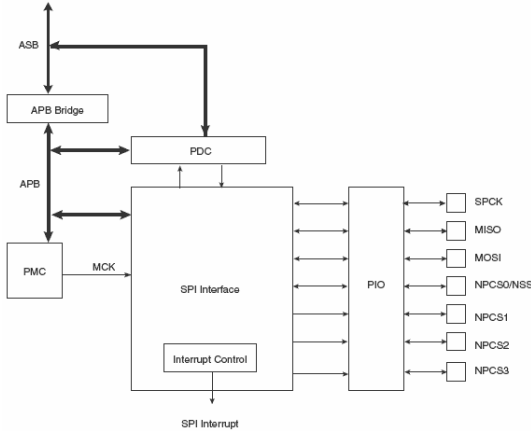 ASB
APB Bridge
PDC
APB
SPCK
MISO
PMC
MCK
MOSI
SPI Interface
PIO
NPCS0/NSS
NPCS1
NPCS2
Interrupt Control
NPCS3
SPI Interrupt